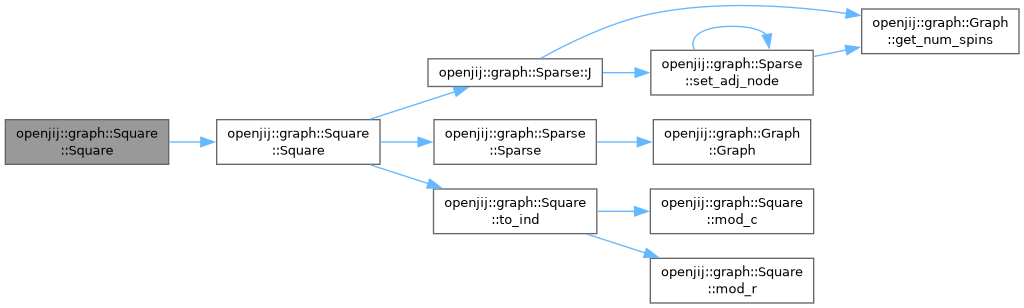 openjij::graph::Square
::Square
openjij::graph::Square
::Square
openjij::graph::Sparse::J
openjij::graph::Sparse
::set_adj_node
openjij::graph::Graph
::get_num_spins
openjij::graph::Sparse
::Sparse
openjij::graph::Graph
::Graph
openjij::graph::Square
::to_ind
openjij::graph::Square
::mod_c
openjij::graph::Square
::mod_r